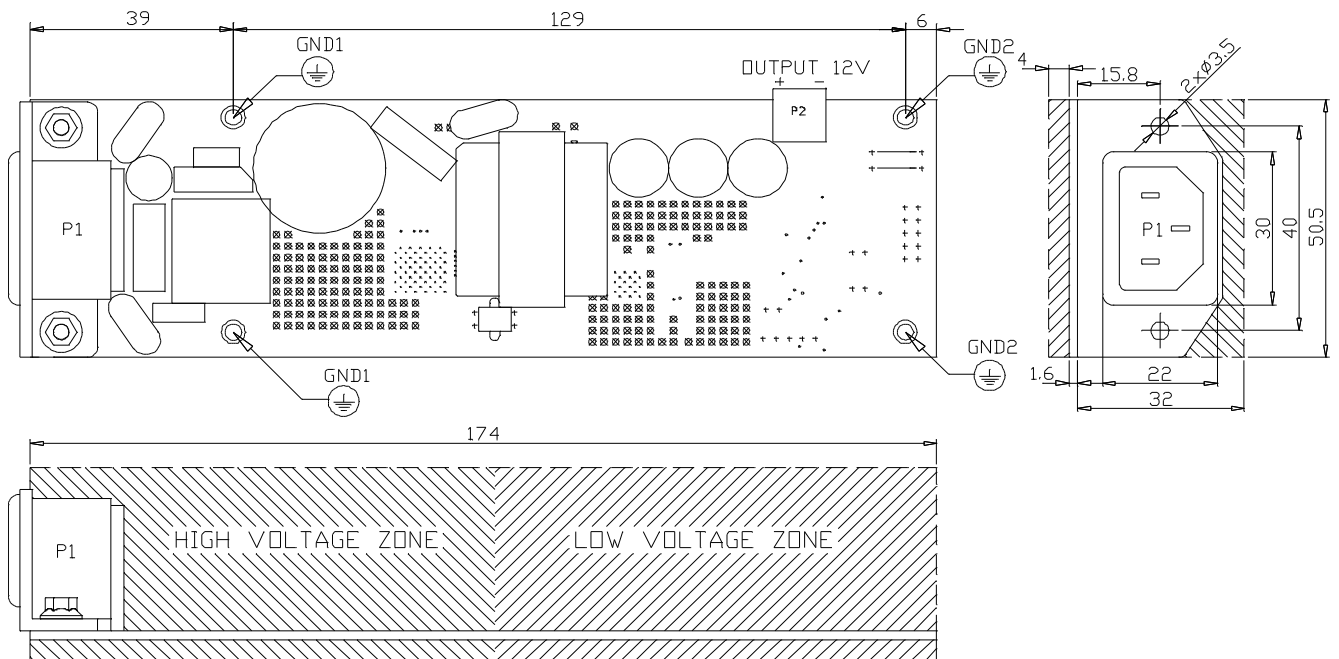 39
129
6
GND1
GND2
OUTPUT 12V
+ -
P2
P1
GND1
GND2
4
15.8
2xø3.5
P1
30
40
50.5
1.6
22
32
174
P1
HIGH VOLTAGE ZONE
LOW VOLTAGE ZONE